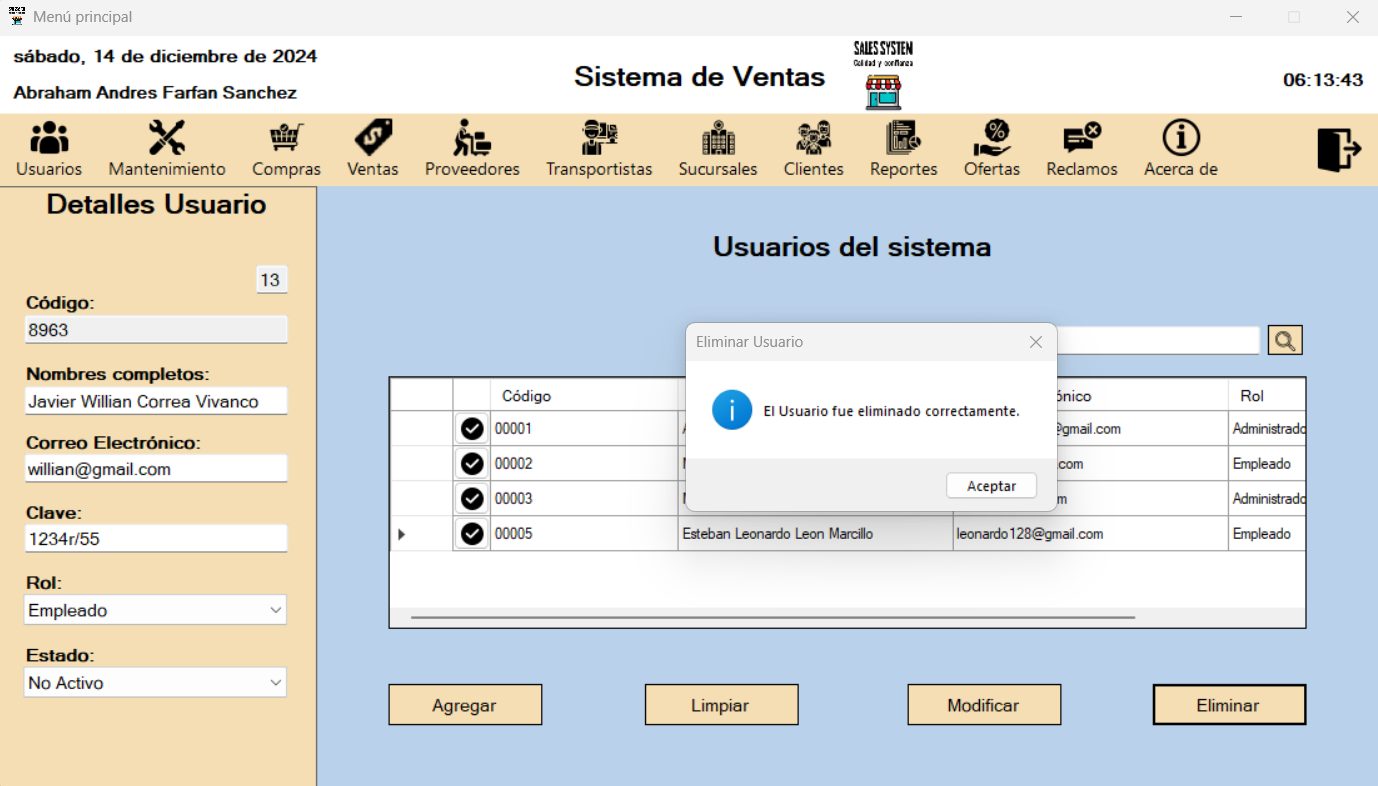 Menú principal
sábado, 14 de diciembre de 2024
Abraham Andres Farfan Sanchez
Sistema de Ventas
SALES SYSTEN
Calidad y confianza
06:13:43
Usuarios Mantenimiento Compras Ventas Proveedores Transportistas Sucursales Clientes Reportes Ofertas Reclamos Acerca de
Detalles Usuario
13
Código:
8963
Nombres completos:
Javier Willian Correa Vivanco
Correo Electrónico:
willian@gmail.com
Clave:
1234r/55
Rol:
Empleado
Estado:
No Activo
Usuarios del sistema
Código ónico Rol
00001 @gmail.com Administrado
00002 com Empleado
00003 m Administrado
00005 Esteban Leonardo Leon Marcillo leonardo128@gmail.com Empleado
Eliminar Usuario
El Usuario fue eliminado correctamente.
Aceptar
Agregar Limpiar Modificar Eliminar